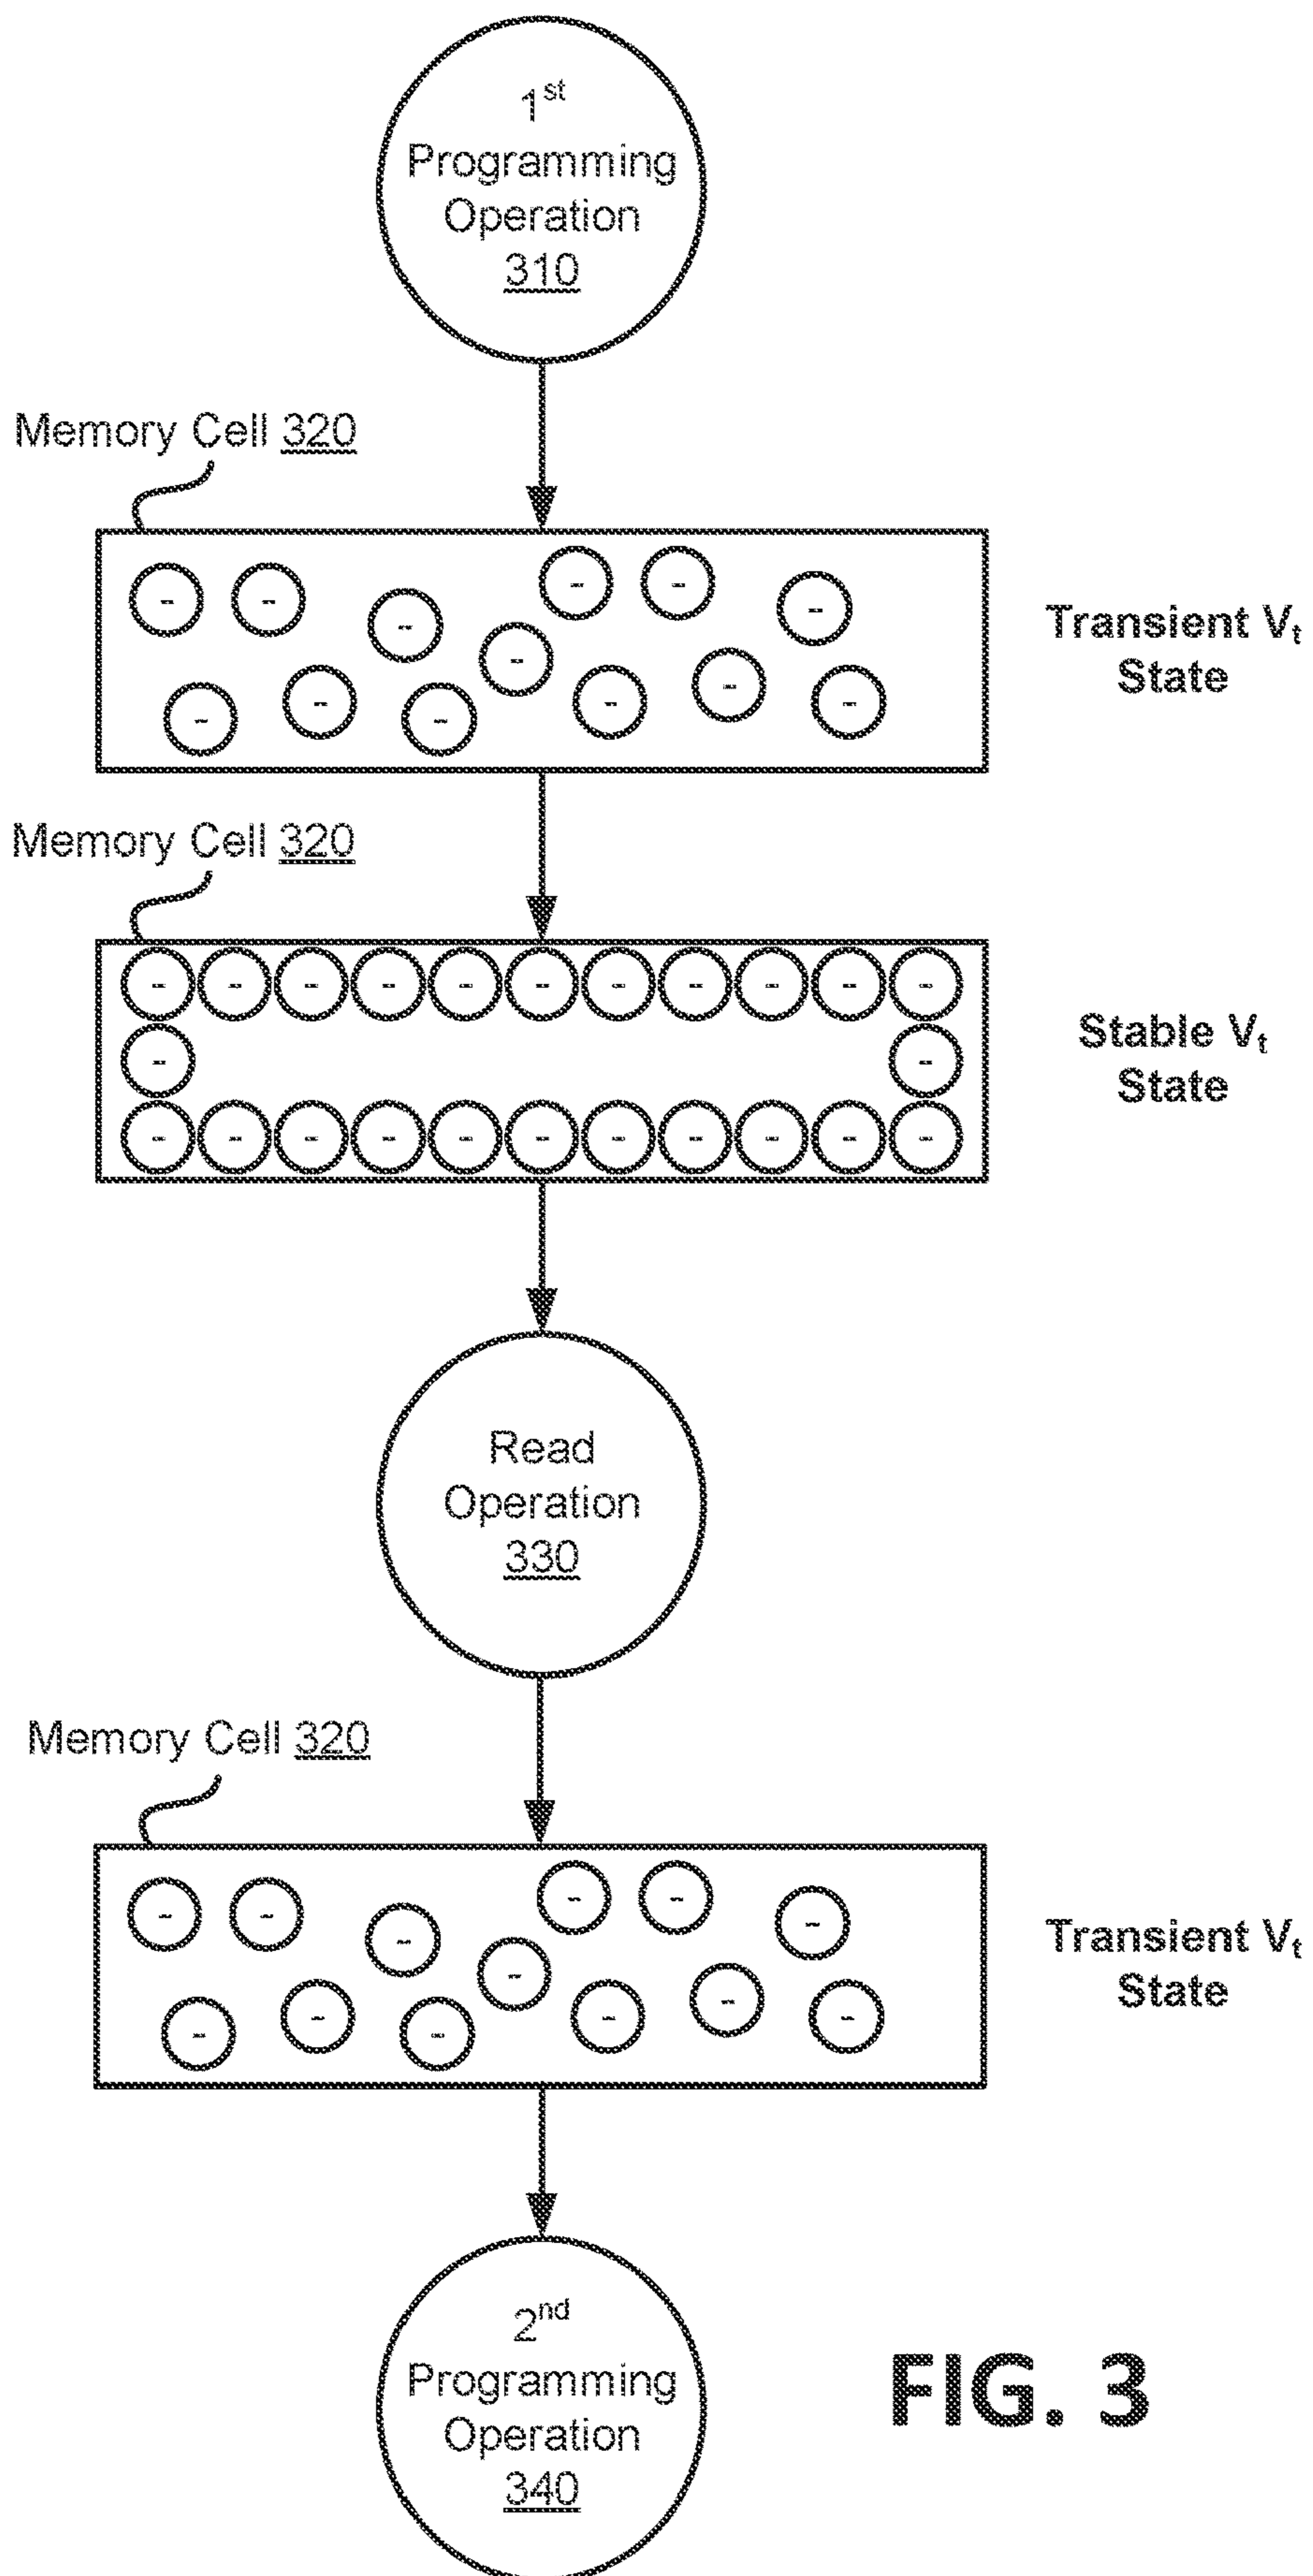 1st
Programming
Operation
310
Memory Cell 320
Transient Vt
State
Memory Cell 320
Stable Vt
State
Read
Operation
330
Memory Cell 320
Transient Vt
State
2nd
Programming
Operation
340
FIG. 3